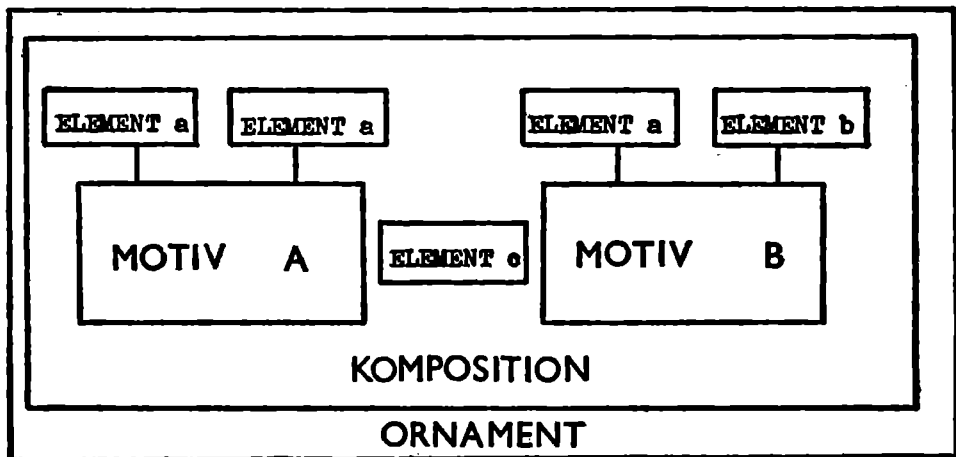 ELEMENT a ELEMENT a ELEMENT a ELEMENT b
MOTIV A ELEMENT c MOTIV B
KOMPOSITION
ORNAMENT